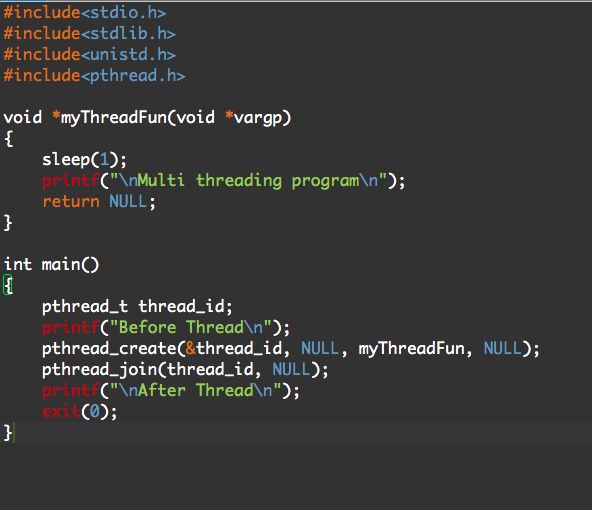 #include<stdio.h>
#include<stdlib.h>
#include<unistd.h>
#include<pthread.h>

void *myThreadFun(void *vargp)
{
    sleep(1);
    printf("\nMulti threading program\n");
    return NULL;
}

int main()
{
    pthread_t thread_id;
    printf("Before Thread\n");
    pthread_create(&thread_id, NULL, myThreadFun, NULL);
    pthread_join(thread_id, NULL);
    printf("\nAfter Thread\n");
    exit(0);
}